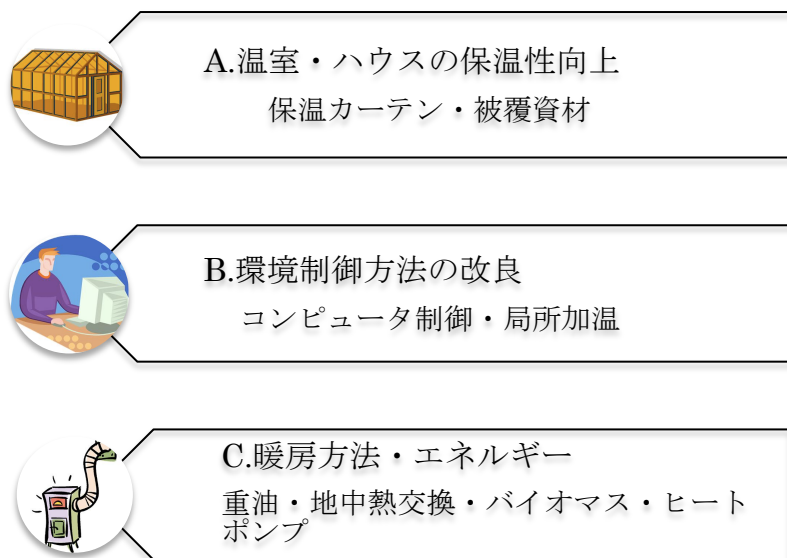 A.温室・ハウスの保温性向上
保温カーテン・被覆資材
B.環境制御方法の改良
コンピュータ制御・局所加温
C.暖房方法・エネルギー
重油・地中熱交換・バイオマス・ヒート
ポンプ